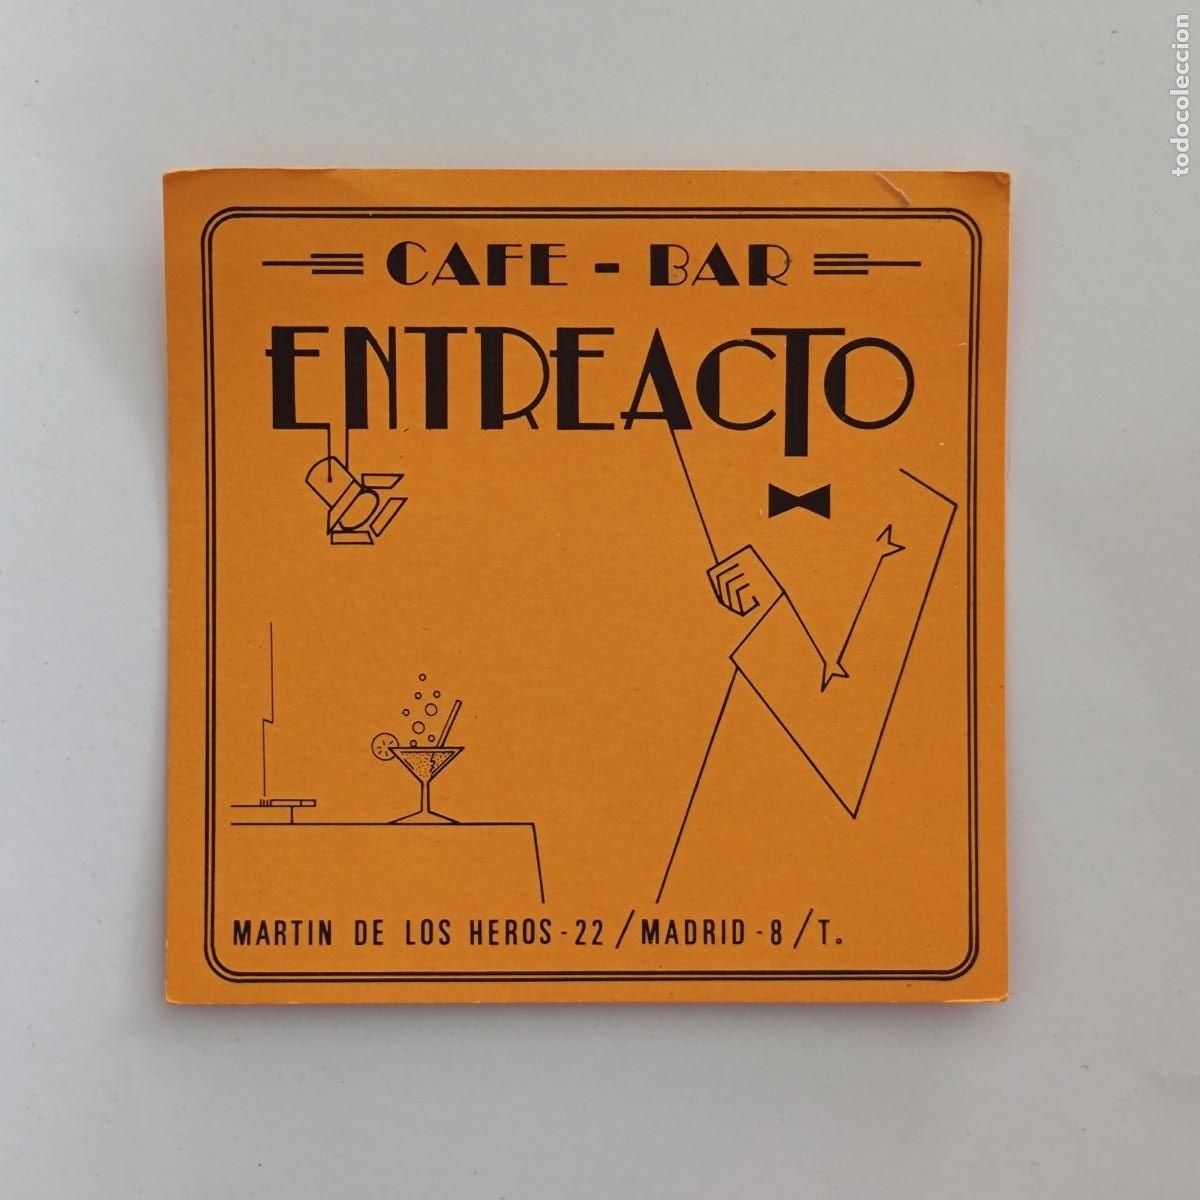 CAFE - BAR
ENTREACTO
MARTIN DE LOS HEROS - 22 / MADRID - 8 / T.
todocoleccion